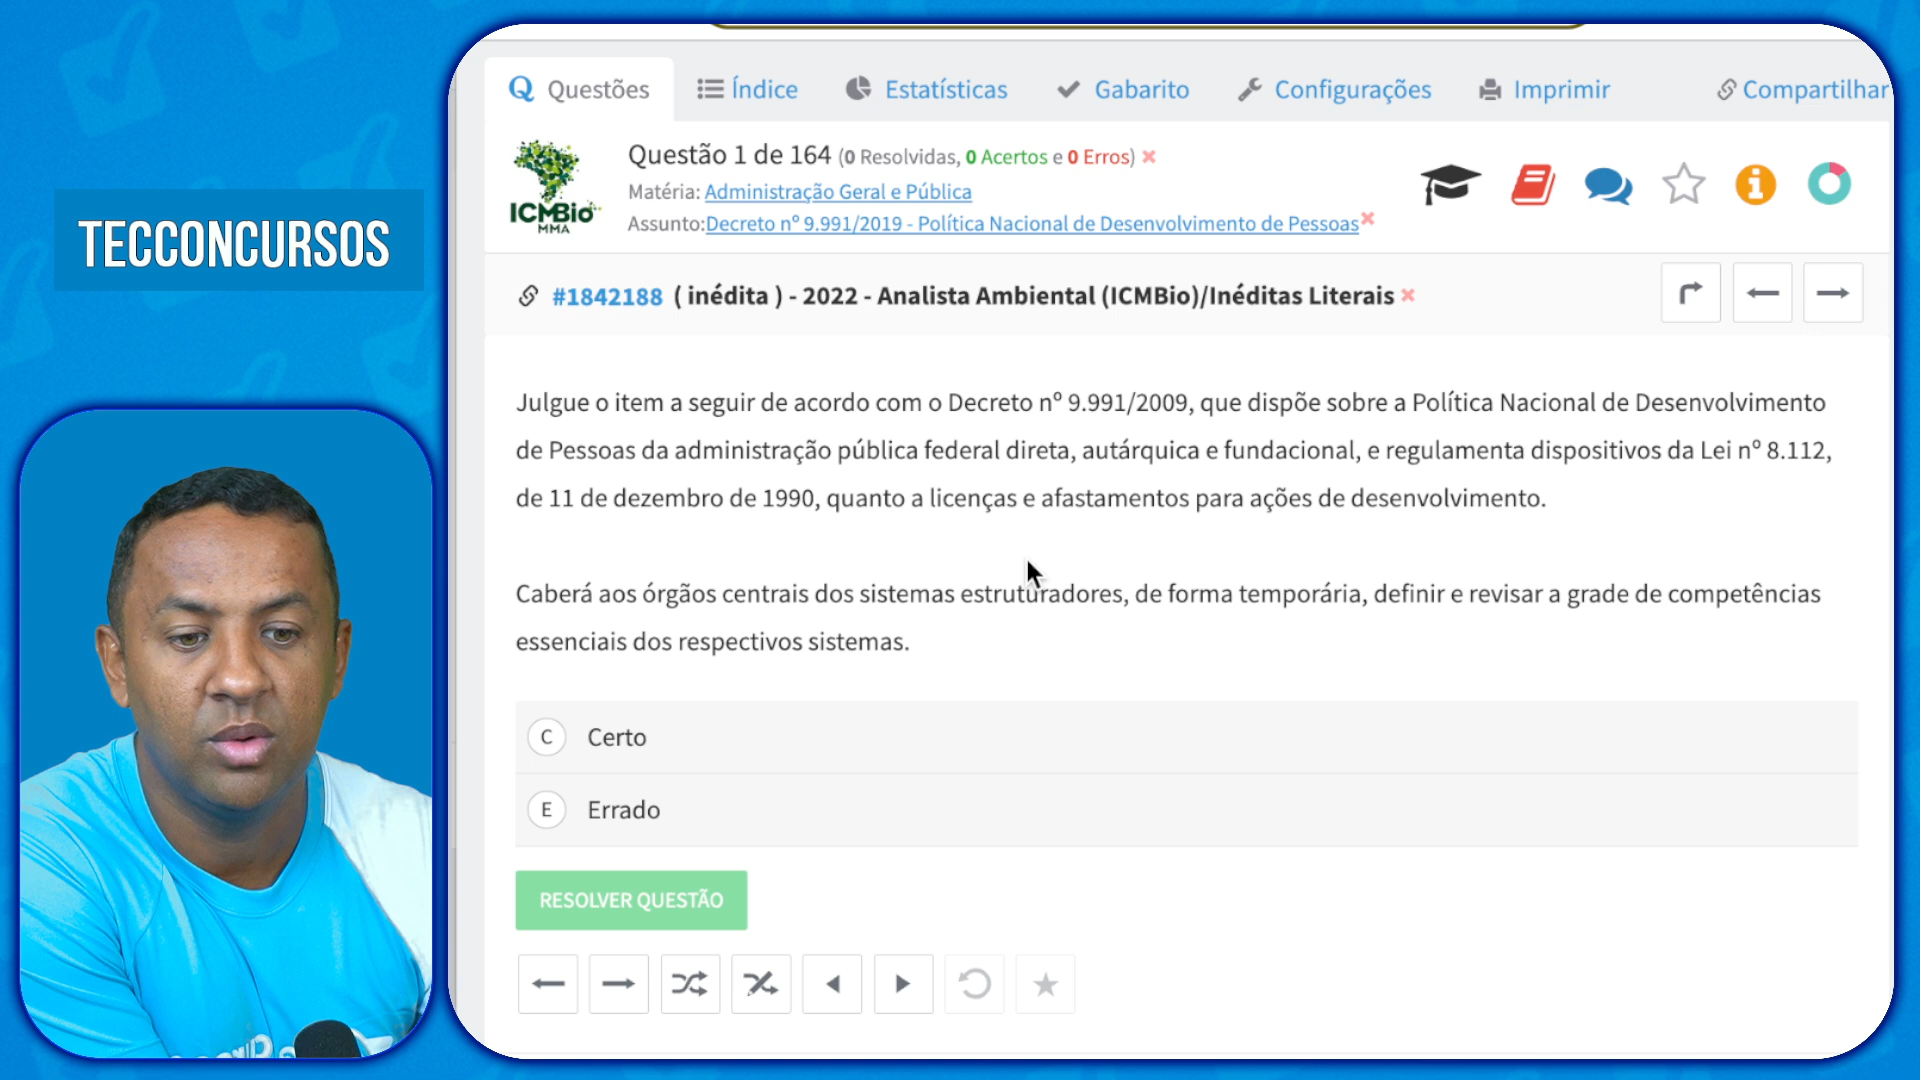 TECCONCURSOS
Questões Índice Estatísticas Gabarito Configurações Imprimir Compartilhar
ICMBio
MMA
Questão 1 de 164 (0 Resolvidas, 0 Acertos e 0 Erros)
Matéria: Administração Geral e Pública
Assunto:Decreto nº 9.991/2019 - Política Nacional de Desenvolvimento de Pessoas
#1842188 ( inédita ) - 2022 - Analista Ambiental (ICMBio)/Inéditas Literais
Julgue o item a seguir de acordo com o Decreto nº 9.991/2009, que dispõe sobre a Política Nacional de Desenvolvimento
de Pessoas da administração pública federal direta, autárquica e fundacional, e regulamenta dispositivos da Lei nº 8.112,
de 11 de dezembro de 1990, quanto a licenças e afastamentos para ações de desenvolvimento.
Caberá aos órgãos centrais dos sistemas estruturadores, de forma temporária, definir e revisar a grade de competências
essenciais dos respectivos sistemas.
C Certo
E Errado
RESOLVER QUESTÃO